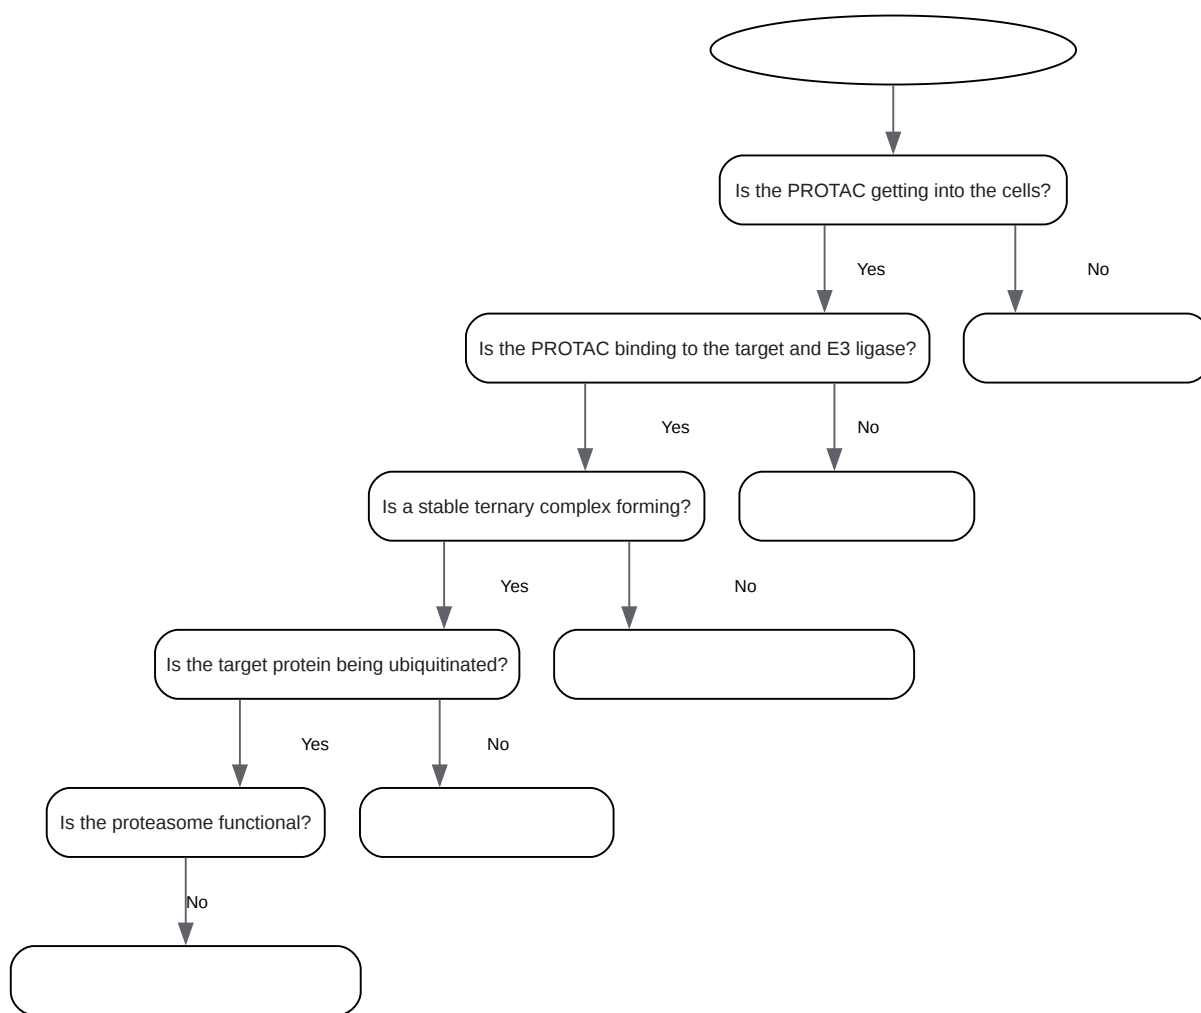 Is the PROTAC getting into the cells?
Yes
No
Is the PROTAC binding to the target and E3 ligase?
Yes
No
Is a stable ternary complex forming?
Yes
No
Is the target protein being ubiquitinated?
Yes
No
Is the proteasome functional?
No